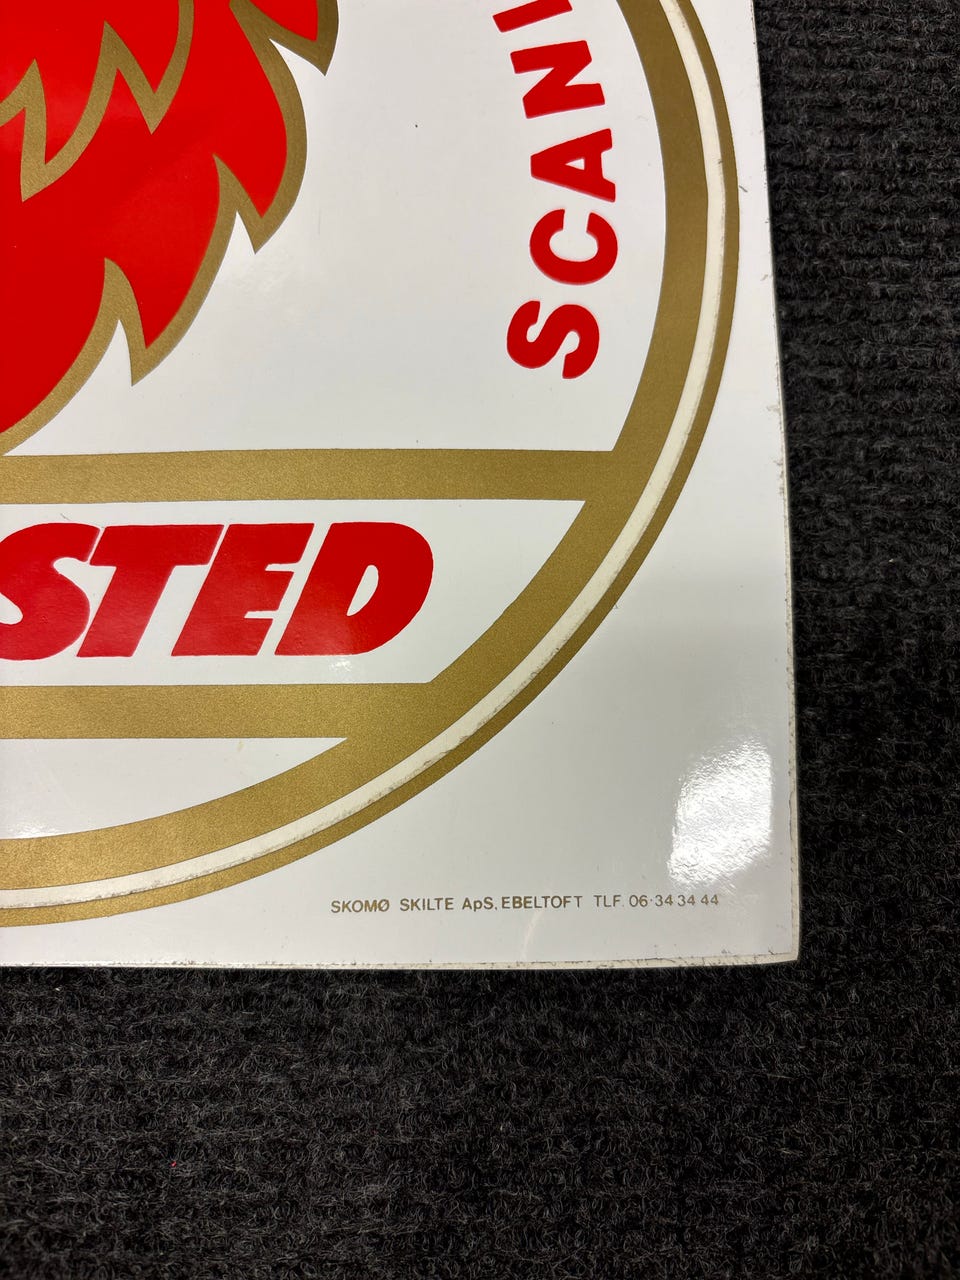 SCANI
STED
SKOMØ SKILTE ApS, EBELTOFT TLF. 06·34 34 44